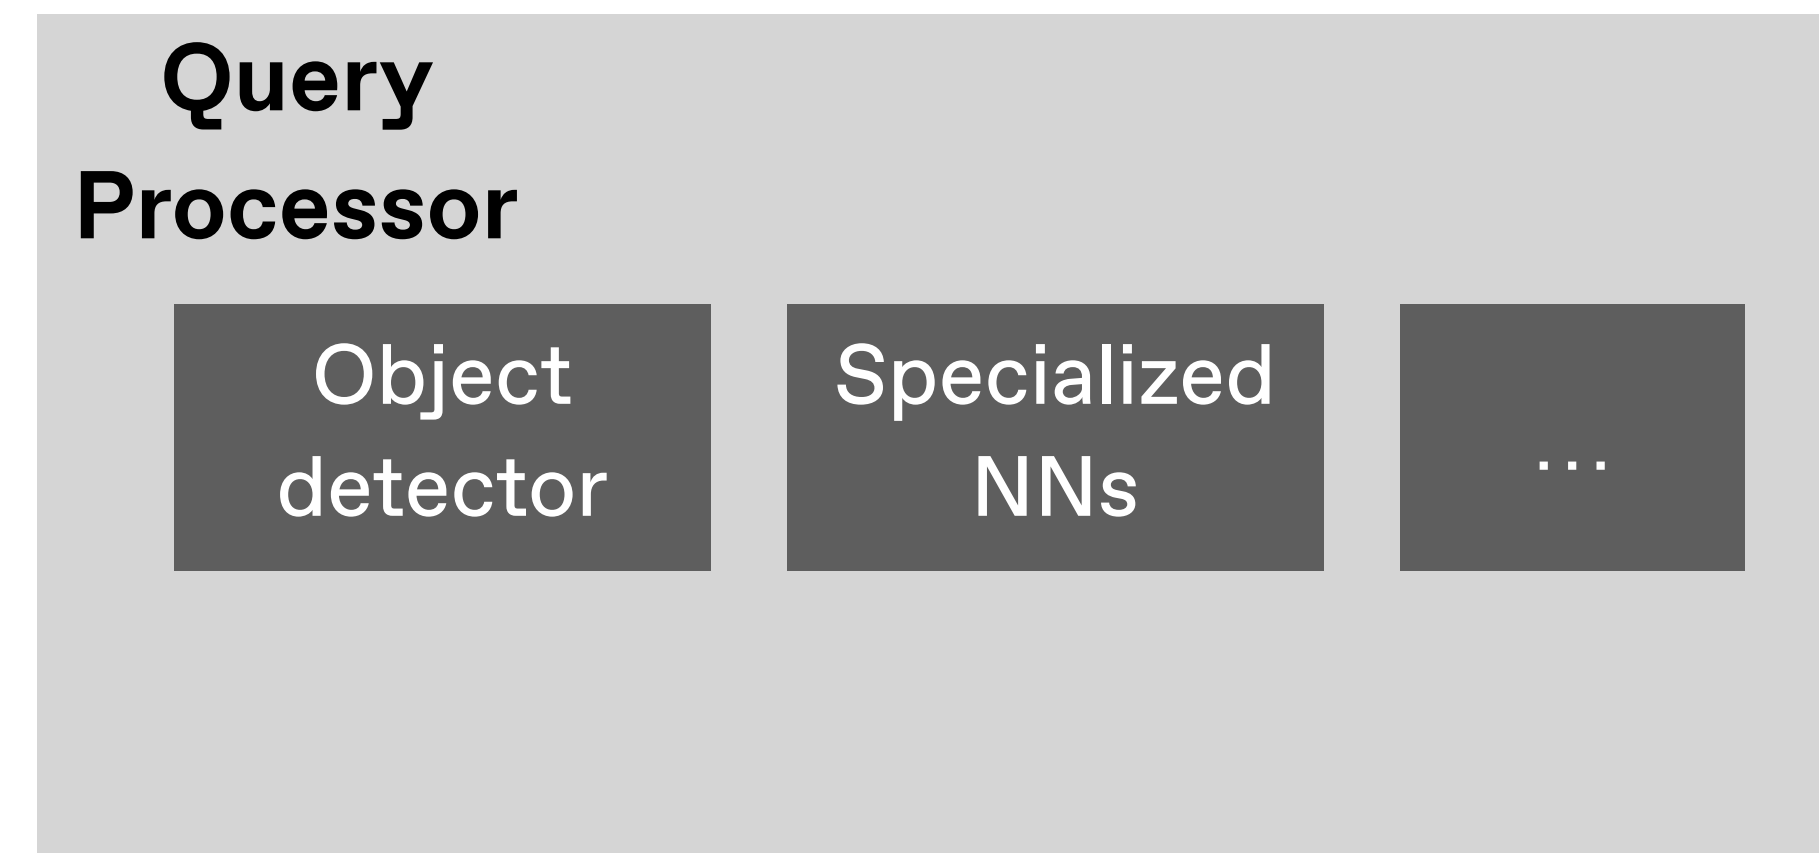 Query
Processor
Object
detector
Specialized
NNs
...